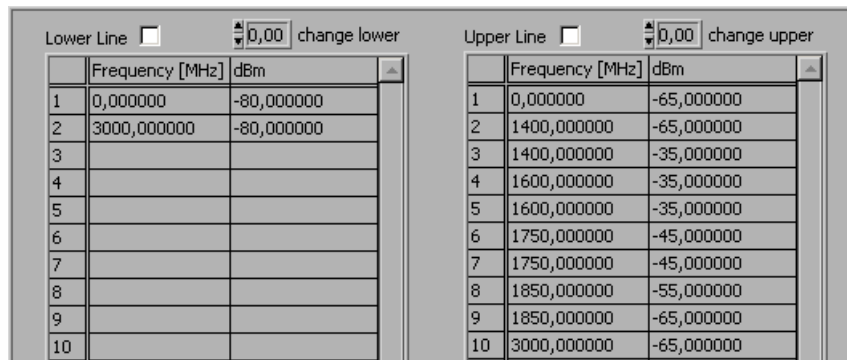 Lower Line 0,00 change lower Upper Line 0,00 change upper
Frequency [MHz] dBm Frequency [MHz] dBm
1 0,000000 -80,000000 1 0,000000 -65,000000
2 3000,000000 -80,000000 2 1400,000000 -65,000000
3 3 1400,000000 -35,000000
4 4 1600,000000 -35,000000
5 5 1600,000000 -35,000000
6 6 1750,000000 -45,000000
7 7 1750,000000 -45,000000
8 8 1850,000000 -55,000000
9 9 1850,000000 -65,000000
10 10 3000,000000 -65,000000